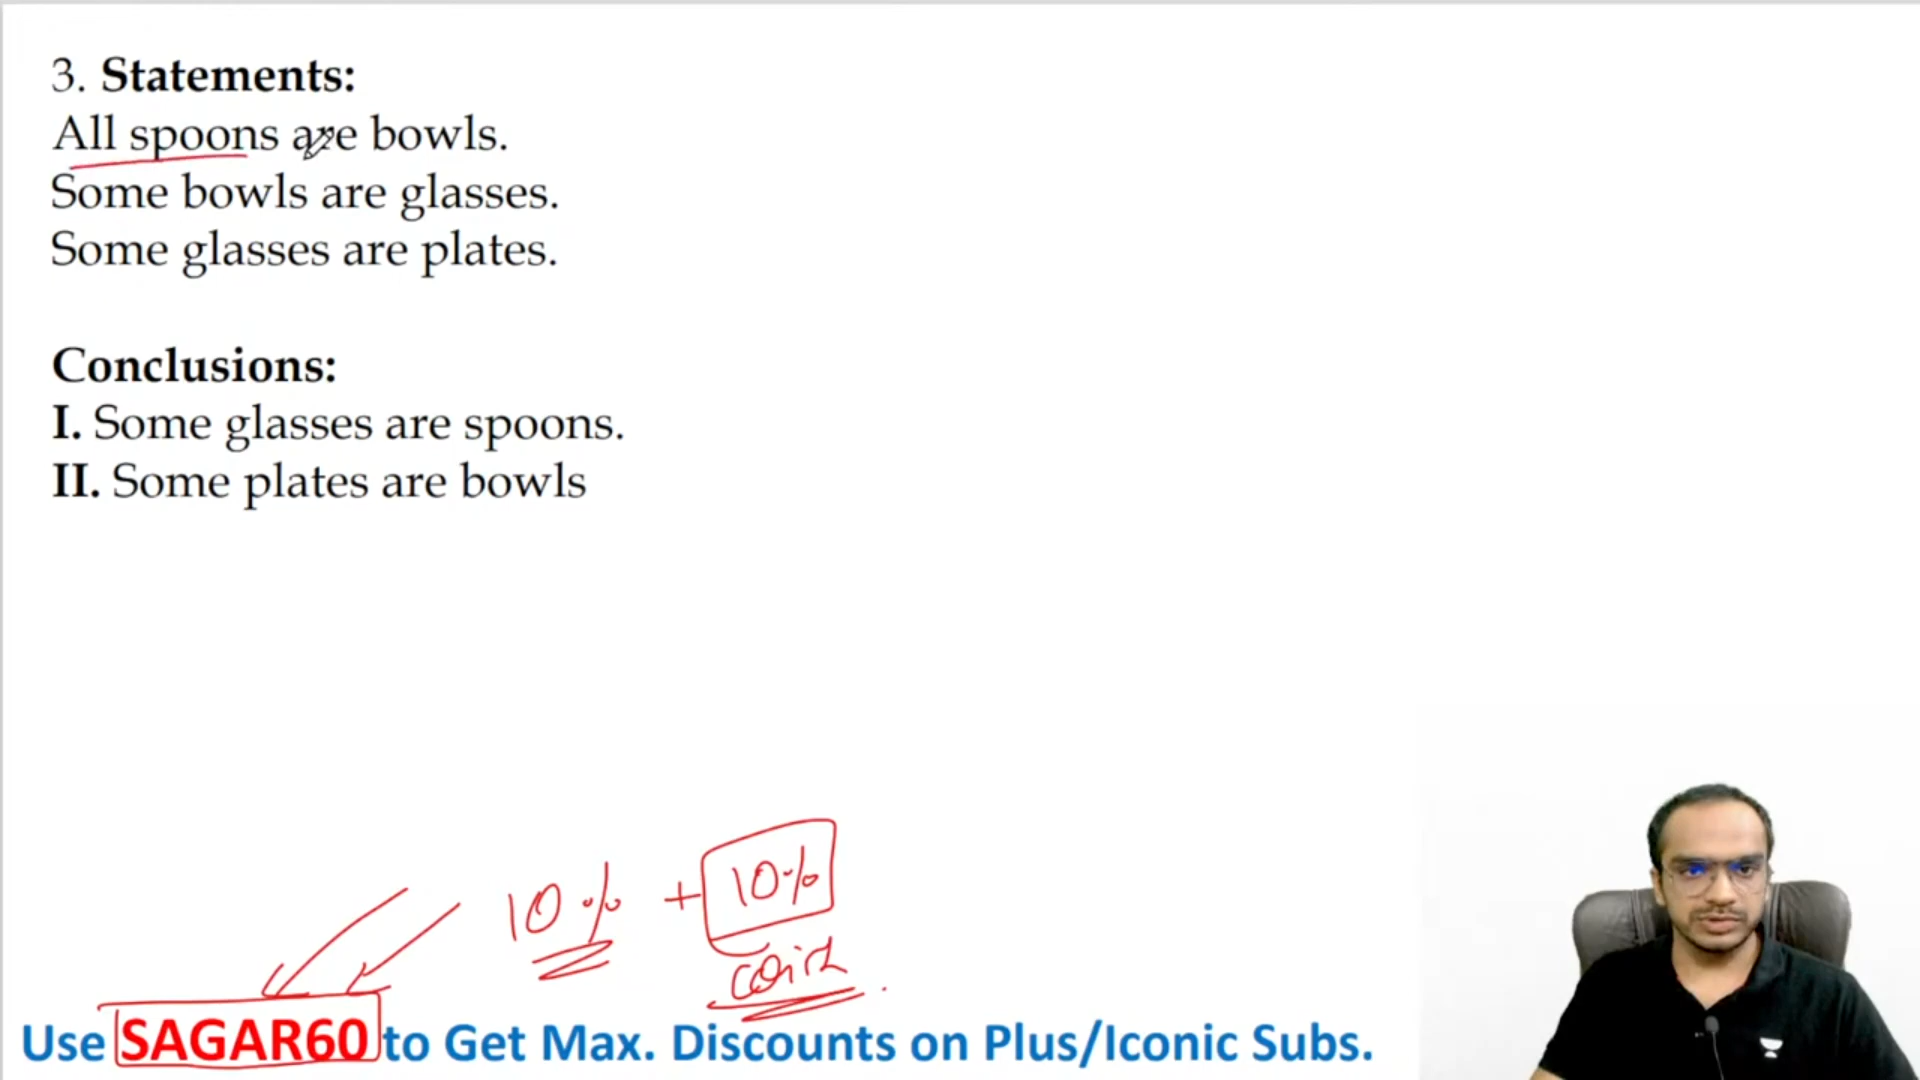 3. Statements:
All spoons are bowls.
Some bowls are glasses.
Some glasses are plates.
Conclusions:
I. Some glasses are spoons.
II. Some plates are bowls
10% + 10%
Use SAGAR60 to Get Max. Discounts on Plus/Iconic Subs.